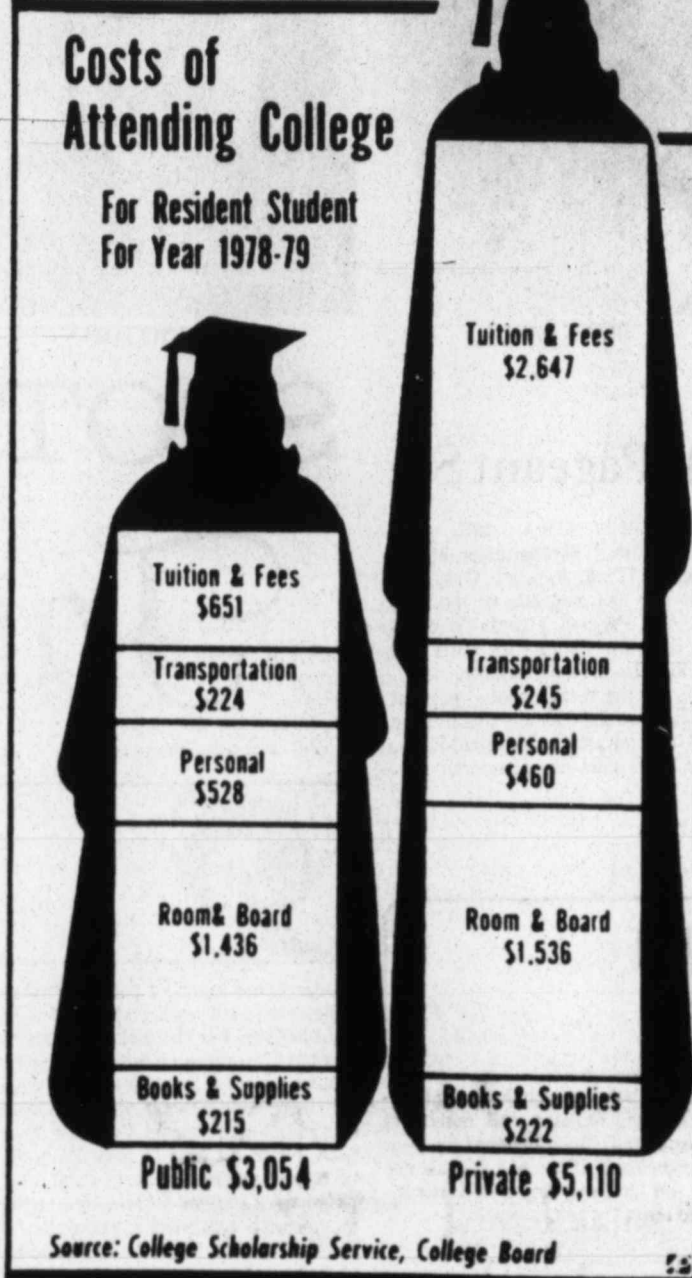 Costs of
Attending College
For Resident Student
For Year 1978-79
Tuition & Fees
$651
Transportation
$224
Personal
$528
Room& Board
$1,436
Books & Supplies
$215
Public $3,054
Tuition & Fees
$2,647
Transportation
$245
Personal
$460
Room & Board
$1,536
Books & Supplies
$222
Private $5,110
Source: College Scholarship Service, College Board